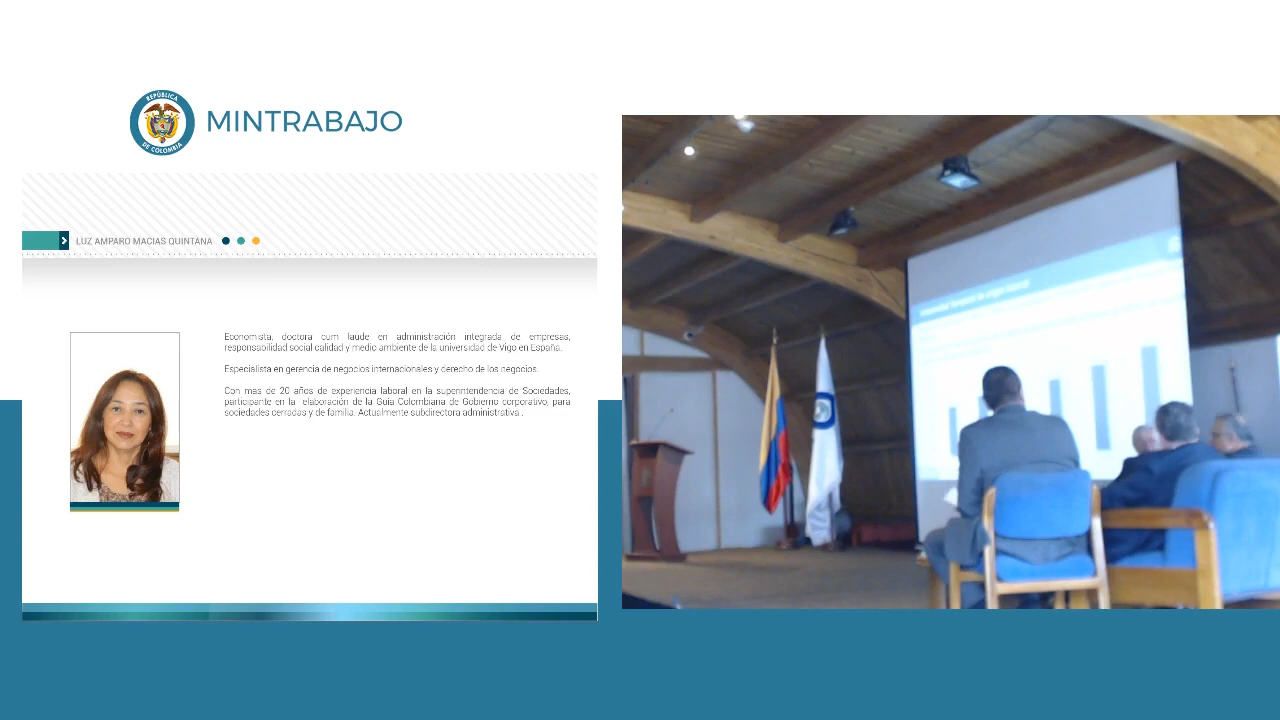 REPÚBLICA
DE COLOMBIA
MINTRABAJO
LUZ AMPARO MACIAS QUINTANA
Economista, doctora cum laude en administración integrada de empresas,
responsabilidad social calidad y medio ambiente de la universidad de Vigo en España.
Especialista en gerencia de negocios internacionales y derecho de los negocios.
Con mas de 20 años de experiencia laboral en la superintendencia de Sociedades,
participante en la elaboración de la Guía Colombiana de Gobierno corporativo, para
sociedades cerradas y de familia. Actualmente subdirectora administrativa .